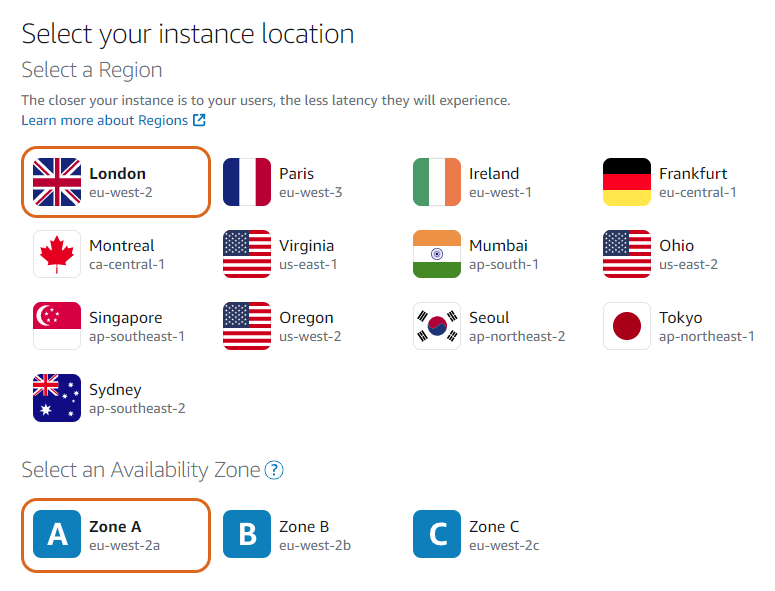 Select your instance location
Select a Region
The closer your instance is to your users, the less latency they will experience.
Learn more about Regions
London
eu-west-2
Paris
eu-west-3
Ireland
eu-west-1
Frankfurt
eu-central-1
Montreal
ca-central-1
Virginia
us-east-1
Mumbai
ap-south-1
Ohio
us-east-2
Singapore
ap-southeast-1
Oregon
us-west-2
Seoul
ap-northeast-2
Tokyo
ap-northeast-1
Sydney
ap-southeast-2
Select an Availability Zone ?
A
Zone A
eu-west-2a
B
Zone B
eu-west-2b
C
Zone C
eu-west-2c